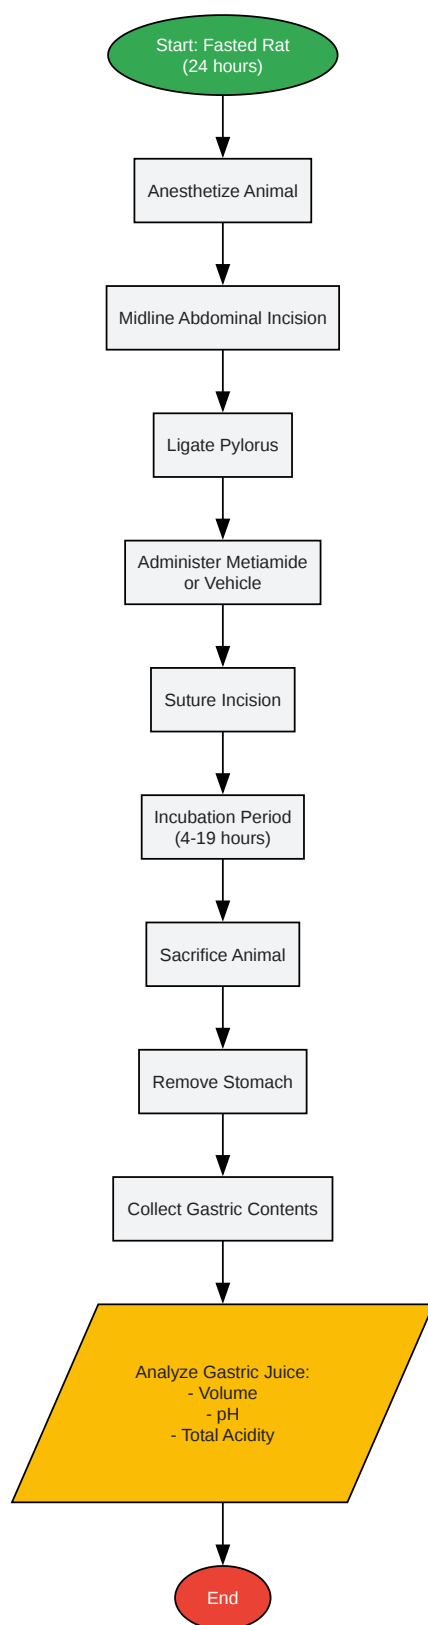 Start: Fasted Rat
(24 hours)
Anesthetize Animal
Midline Abdominal Incision
Ligate Pylorus
Administer Metiamide
or Vehicle
Suture Incision
Incubation Period
(4-19 hours)
Sacrifice Animal
Remove Stomach
Collect Gastric Contents
Analyze Gastric Juice:
- Volume
- pH
- Total Acidity
End